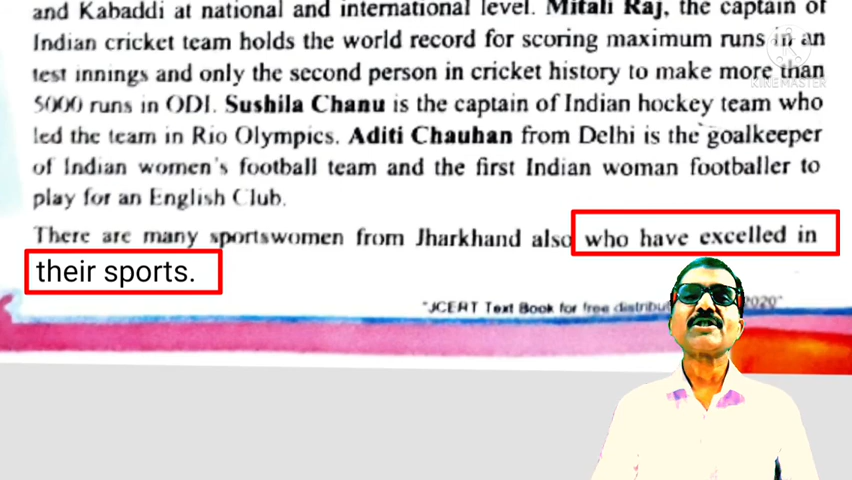 and Kabaddi at national and international level. Mitali Raj, the captain of
Indian cricket team holds the world record for scoring maximum runs in an
test innings and only the second person in cricket history to make more than
5000 runs in ODI. Sushila Chanu is the captain of Indian hockey team who
led the team in Rio Olympics. Aditi Chauhan from Delhi is the goalkeeper
of Indian women's football team and the first Indian woman footballer to
play for an English Club.
There are many sportswomen from Jharkhand also who have excelled in
their sports.
"JCERT Text Book for free distribu 2020"
KINEMASTER